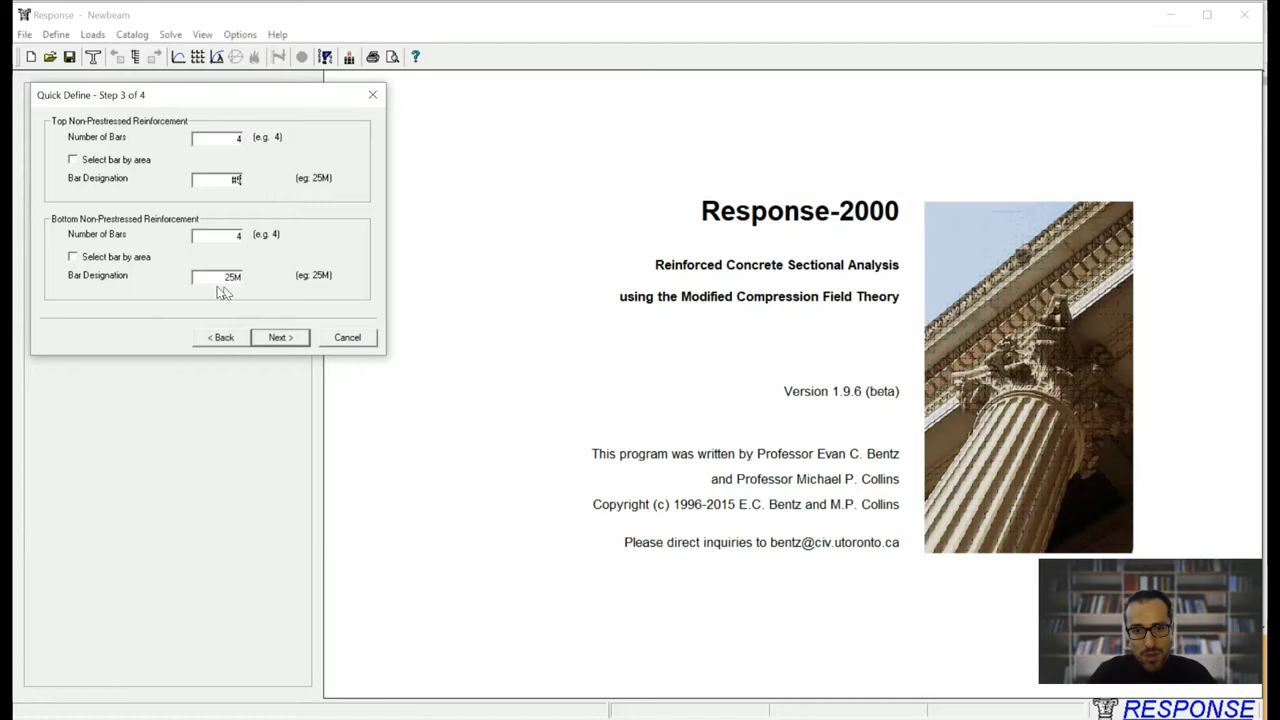 Response - Newbeam
File Define Loads Catalog Solve View Options Help
Quick Define - Step 3 of 4
Top Non-Prestressed Reinforcement
Number of Bars 4 (e.g. 4)
Select bar by area
Bar Designation #9 (eg: 25M)
Bottom Non-Prestressed Reinforcement
Number of Bars 4 (e.g. 4)
Select bar by area
Bar Designation 25M (eg: 25M)
< Back Next > Cancel
Response-2000
Reinforced Concrete Sectional Analysis
using the Modified Compression Field Theory
Version 1.9.6 (beta)
This program was written by Professor Evan C. Bentz
and Professor Michael P. Collins
Copyright (c) 1996-2015 E.C. Bentz and M.P. Collins
Please direct inquiries to bentz@civ.utoronto.ca
RESPONSE